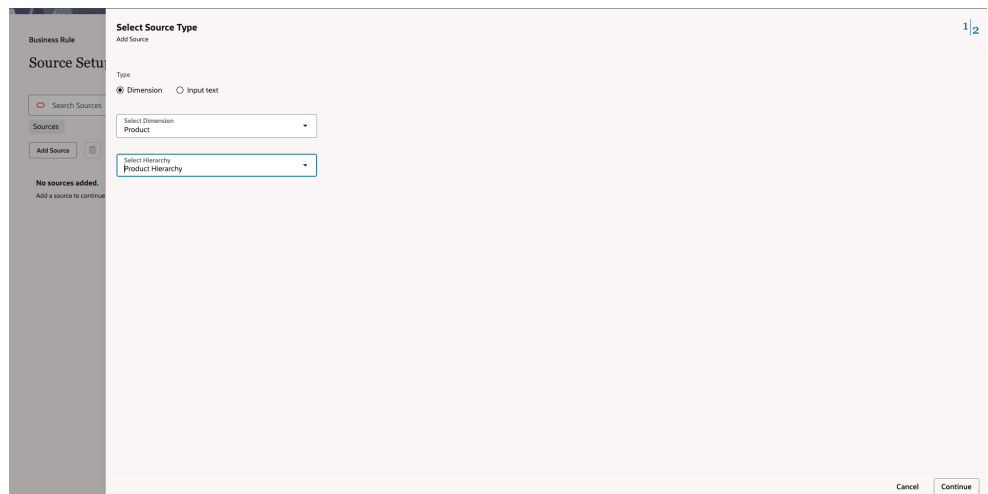 Select Source Type
Add Source
1|2
Business Rule
Source Setu
Search Sources
Sources
Add Source
No sources added.
Add a source to continue
Type
Dimension
Input text
Select Dimension
Product
Select Hierarchy
Product Hierarchy
Cancel
Continue